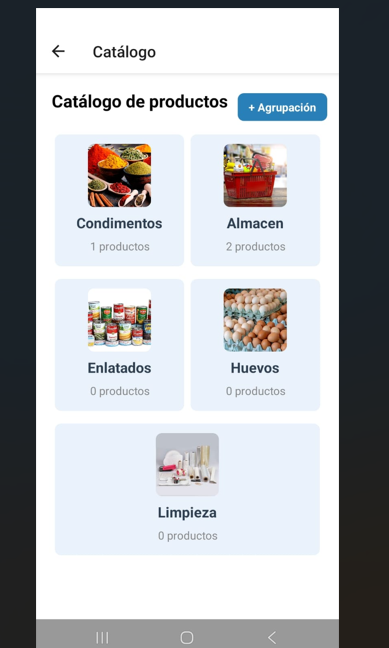 Catálogo
Catálogo de productos
+ Agrupación
Condimentos
1 productos
Almacen
2 productos
Enlatados
0 productos
Huevos
0 productos
Limpieza
0 productos